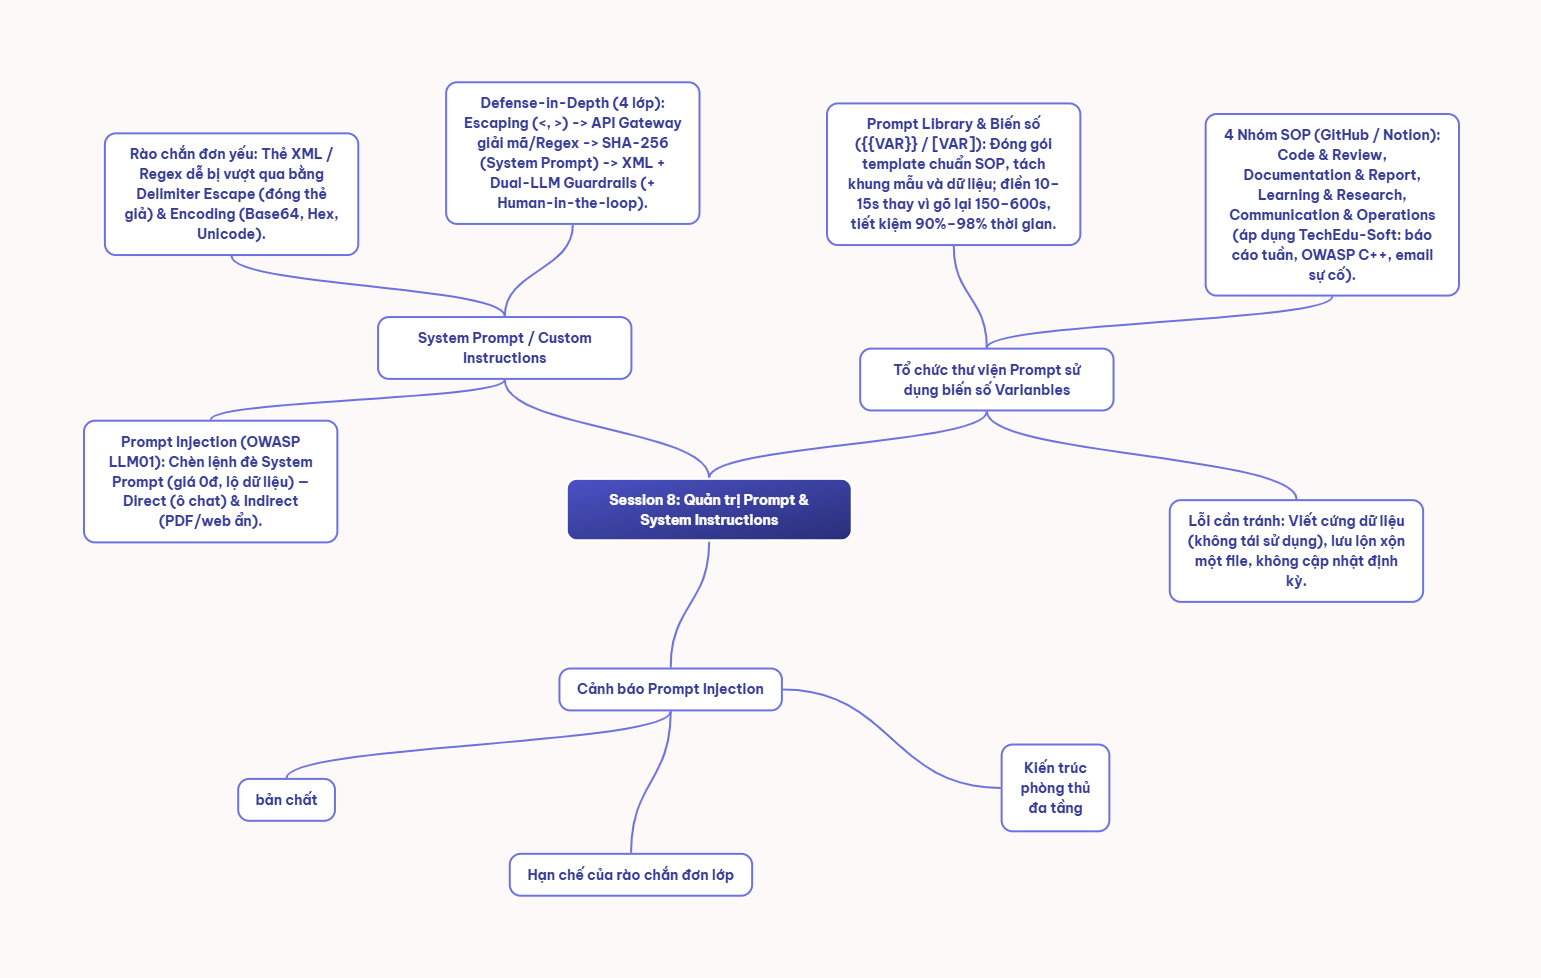 Defense-in-Depth (4 lớp):
Escaping (<, >) -> API Gateway
giải mã/Regex -> SHA-256
(System Prompt) -> XML +
Dual-LLM Guardrails (+
Human-in-the-loop).
Rào chắn đơn yếu: Thẻ XML /
Regex dễ bị vượt qua bằng
Delimiter Escape (đóng thẻ
giả) & Encoding (Base64, Hex,
Unicode).
Prompt Library & Biến số
({{VAR}} / [VAR]): Đóng gói
template chuẩn SOP, tách
khung mẫu và dữ liệu; điền 10-
15s thay vì gõ lại 150-600s,
tiết kiệm 90%-98% thời gian.
4 Nhóm SOP (GitHub / Notion):
Code & Review,
Documentation & Report,
Learning & Research,
Communication & Operations
(áp dụng TechEdu-Soft: báo
cáo tuần, OWASP C++, email
sự cố).
System Prompt / Custom
Instructions
Tổ chức thư viện Prompt sử
dụng biến số Varianbles
Prompt Injection (OWASP
LLM01): Chèn lệnh đè System
Prompt (giá 0đ, lộ dữ liệu) —
Direct (ô chat) & Indirect
(PDF/web ẩn).
Session 8: Quản trị Prompt &
System Instructions
Lỗi cần tránh: Viết cứng dữ liệu
(không tái sử dụng), lưu lộn xộn
một file, không cập nhật định
kỳ.
Cảnh báo Prompt Injection
Kiến trúc
phòng thủ
đa tầng
bản chất
Hạn chế của rào chắn đơn lớp